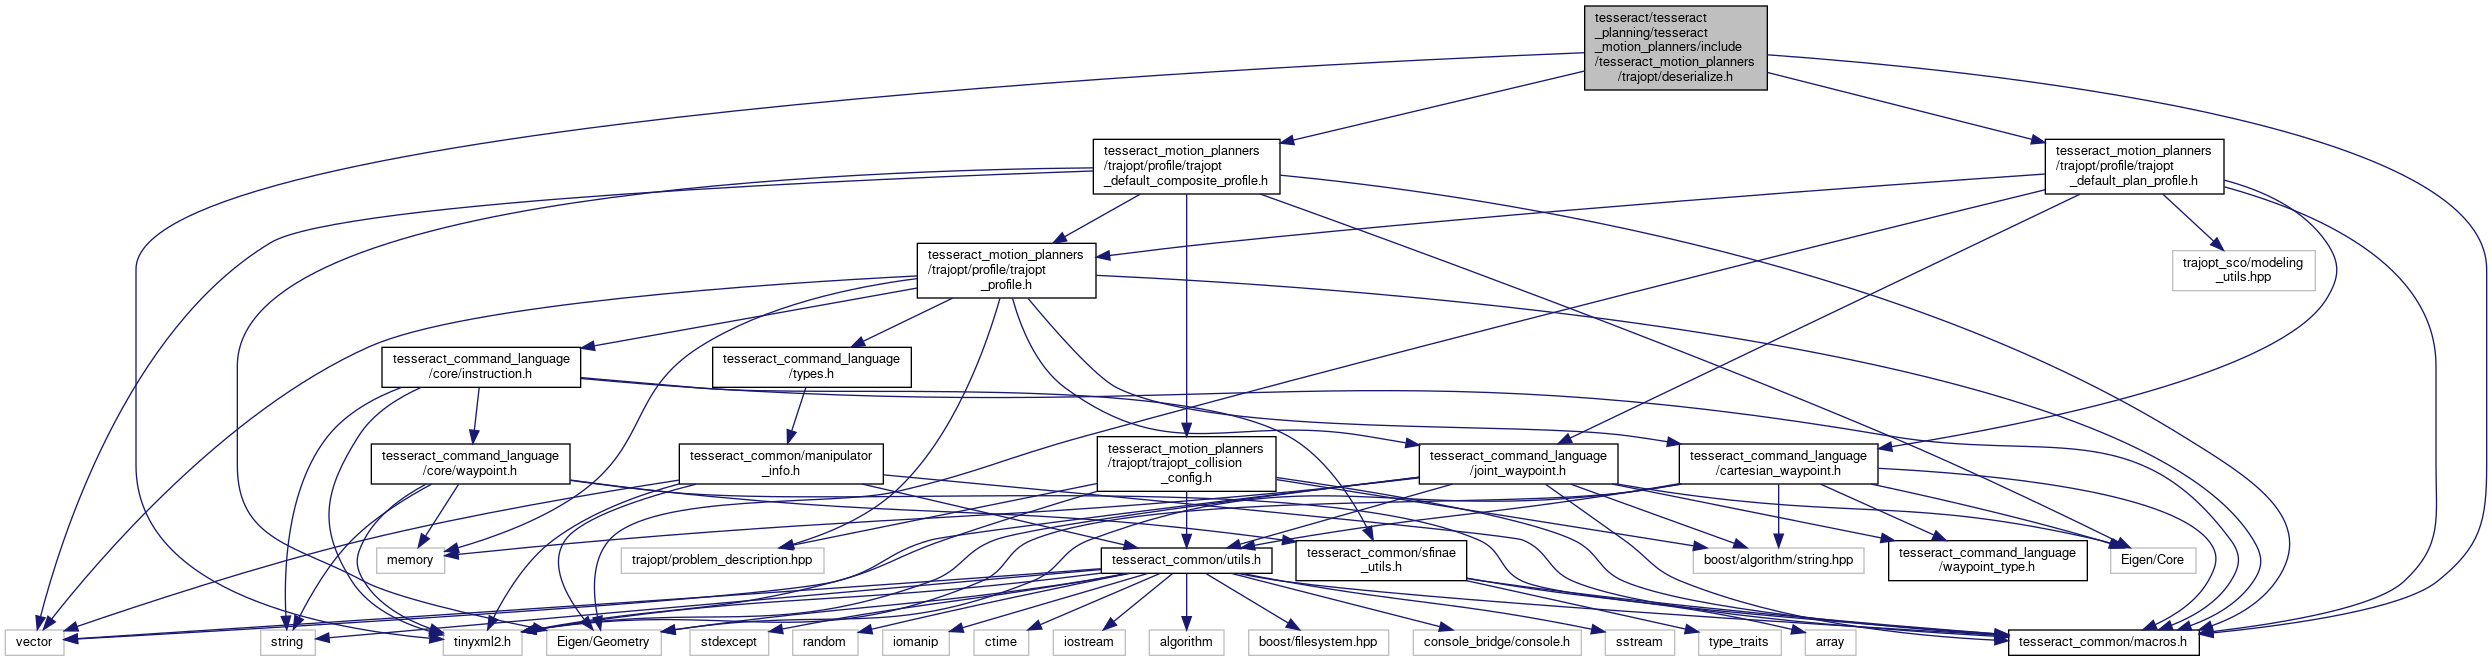 tesseract/tesseract
_planning/tesseract
_motion_planners/include
/tesseract_motion_planners
/trajopt/deserialize.h
tesseract_motion_planners
/trajopt/profile/trajopt
_default_composite_profile.h
tesseract_motion_planners
/trajopt/profile/trajopt
_default_plan_profile.h
tesseract_motion_planners
/trajopt/profile/trajopt
_profile.h
trajopt_sco/modeling
_utils.hpp
tesseract_command_language
/core/instruction.h
tesseract_command_language
/types.h
tesseract_command_language
/core/waypoint.h
tesseract_common/manipulator
_info.h
tesseract_motion_planners
/trajopt/trajopt_collision
_config.h
tesseract_command_language
/joint_waypoint.h
tesseract_command_language
/cartesian_waypoint.h
memory
trajopt/problem_description.hpp
tesseract_common/utils.h
tesseract_common/sfinae
_utils.h
boost/algorithm/string.hpp
tesseract_command_language
/waypoint_type.h
Eigen/Core
vector
string
tinyxml2.h
Eigen/Geometry
stdexcept
random
iomanip
ctime
iostream
algorithm
boost/filesystem.hpp
console_bridge/console.h
sstream
type_traits
array
tesseract_common/macros.h